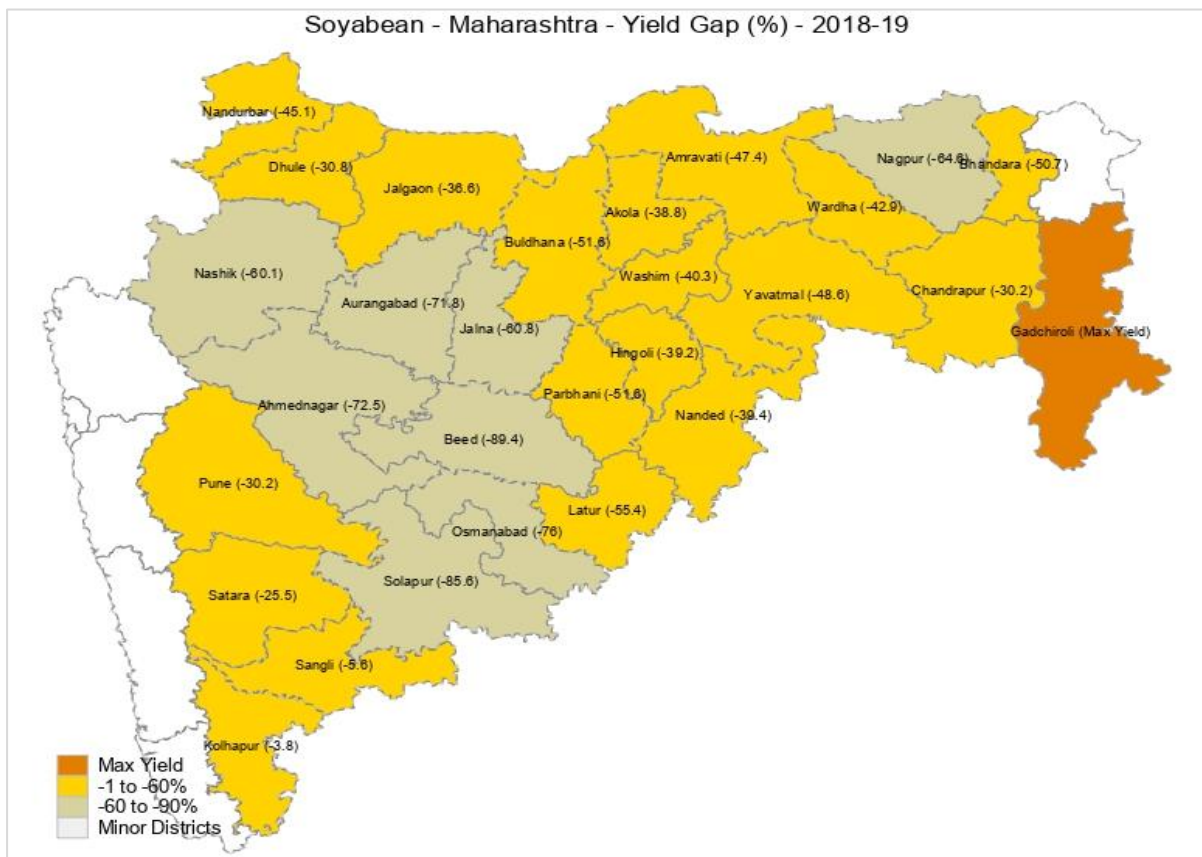 Soyabean - Maharashtra - Yield Gap (%) - 2018-19
Nandurbar (-45.1)
Dhule (-30.8)
Jalgaon (-36.6)
Amravati (-47.4)
Nagpur (-64.6)
Bhandara (-50.7)
Akola (-38.8)
Wardha (-42.9)
Buldhana (-51.6)
Nashik (-60.1)
Washim (-40.3)
Aurangabad (-71.8)
Yavatmal (-48.6)
Chandrapur (-30.2)
Jalna (-60.8)
Gadchiroli (Max Yield)
Hingoli (-39.2)
Parbhani (-51.6)
Ahmednagar (-72.5)
Nanded (-39.4)
Beed (-89.4)
Pune (-30.2)
Latur (-55.4)
Osmanabad (-76)
Solapur (-85.6)
Satara (-25.5)
Sangli (-5.6)
Kolhapur (-3.8)
Max Yield
-1 to -60%
-60 to -90%
Minor Districts